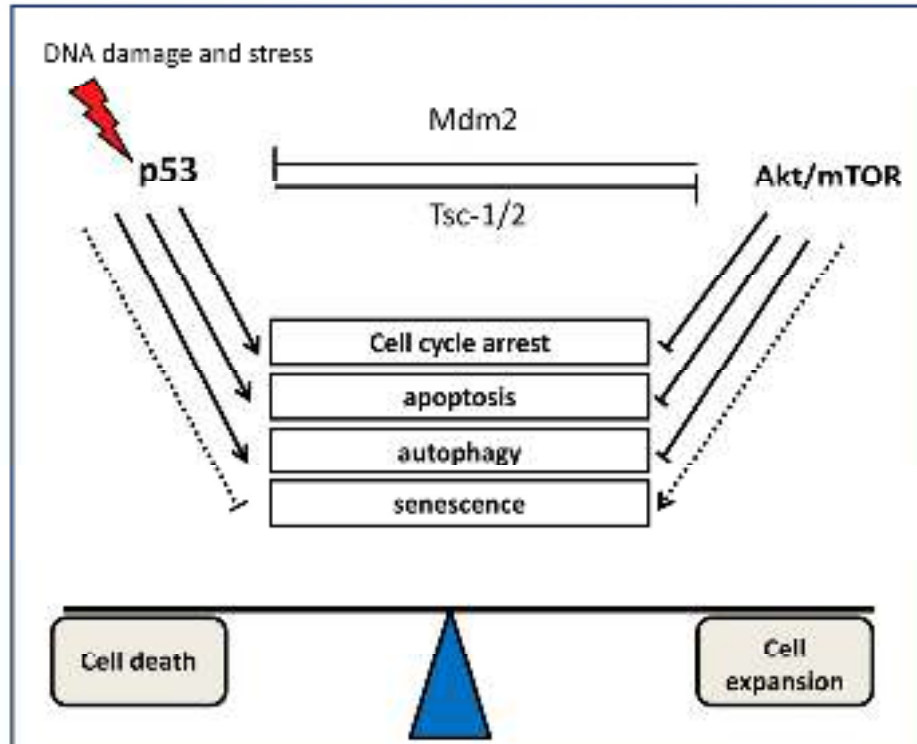 DNA damage and stress
Mdm2
p53
Akt/mTOR
Tsc-1/2
Cell cycle arrest
apoptosis
autophagy
senescence
Cell death
Cell
expansion